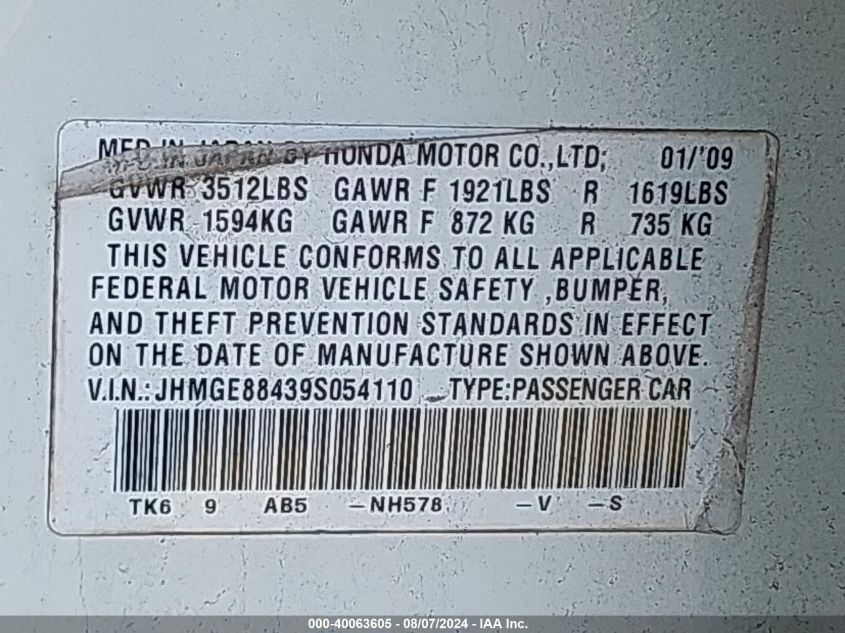 MFD IN JAPAN BY HONDA MOTOR CO.,LTD; 01/'09
GVWR 3512LBS GAWR F 1921LBS R 1619LBS
GVWR 1594KG GAWR F 872 KG R 735 KG
THIS VEHICLE CONFORMS TO ALL APPLICABLE
FEDERAL MOTOR VEHICLE SAFETY ,BUMPER,
AND THEFT PREVENTION STANDARDS IN EFFECT
ON THE DATE OF MANUFACTURE SHOWN ABOVE.
V.I.N.:JHMGE88439S054110 TYPE:PASSENGER CAR
TK6 9 AB5 -NH578 -V -S
000-40063605 - 08/07/2024 - IAA Inc.